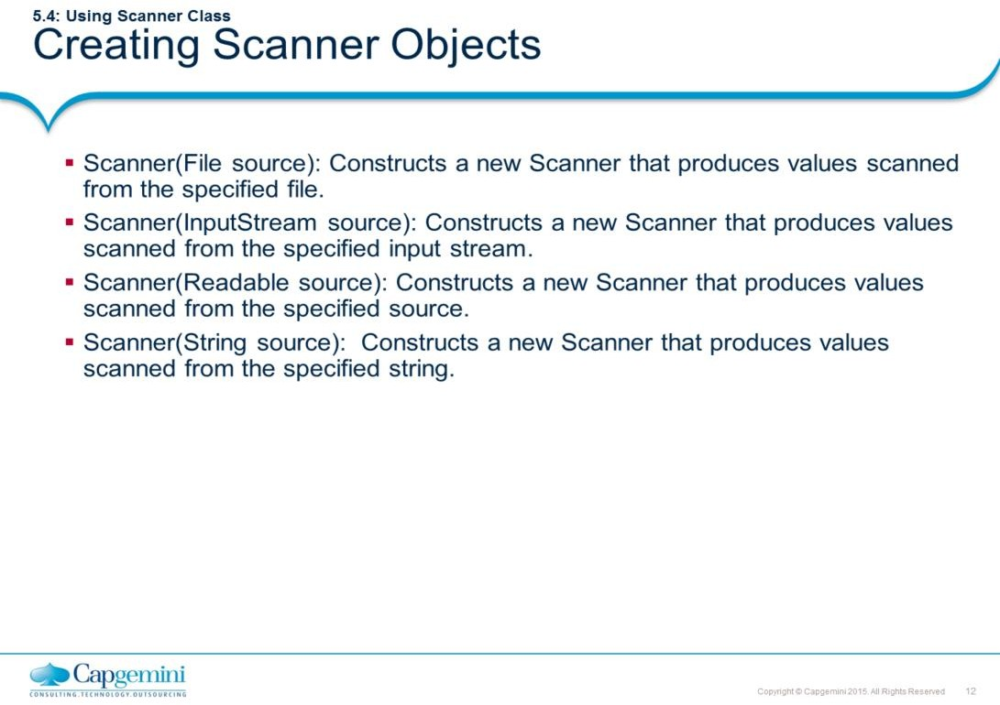 5.4: Using Scanner Class
Creating Scanner Objects
▪ Scanner(File source): Constructs a new Scanner that produces values scanned
from the specified file.
▪ Scanner(InputStream source): Constructs a new Scanner that produces values
scanned from the specified input stream.
▪ Scanner(Readable source): Constructs a new Scanner that produces values
scanned from the specified source.
▪ Scanner(String source): Constructs a new Scanner that produces values
scanned from the specified string.
Capgemini
CONSULTING.TECHNOLOGY.OUTSOURCING
Copyright © Capgemini 2015. All Rights Reserved 12